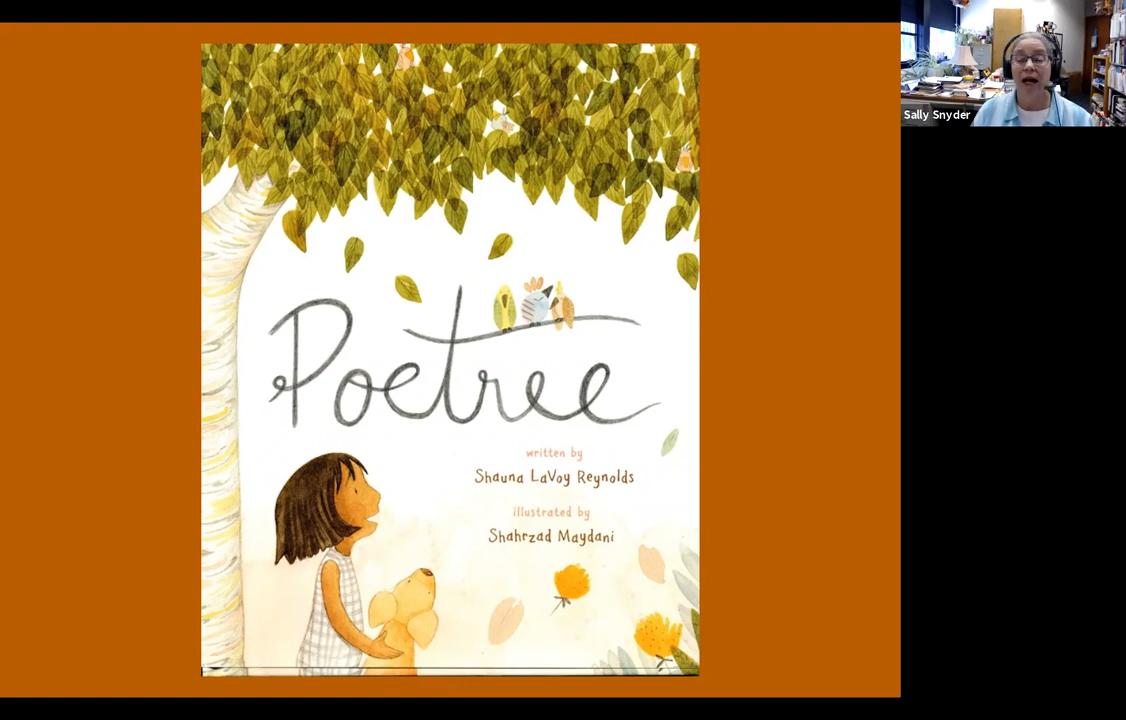 Poetree
written by
Shauna LaVoy Reynolds
illustrated by
Shahrzad Maydani
Sally Snyder